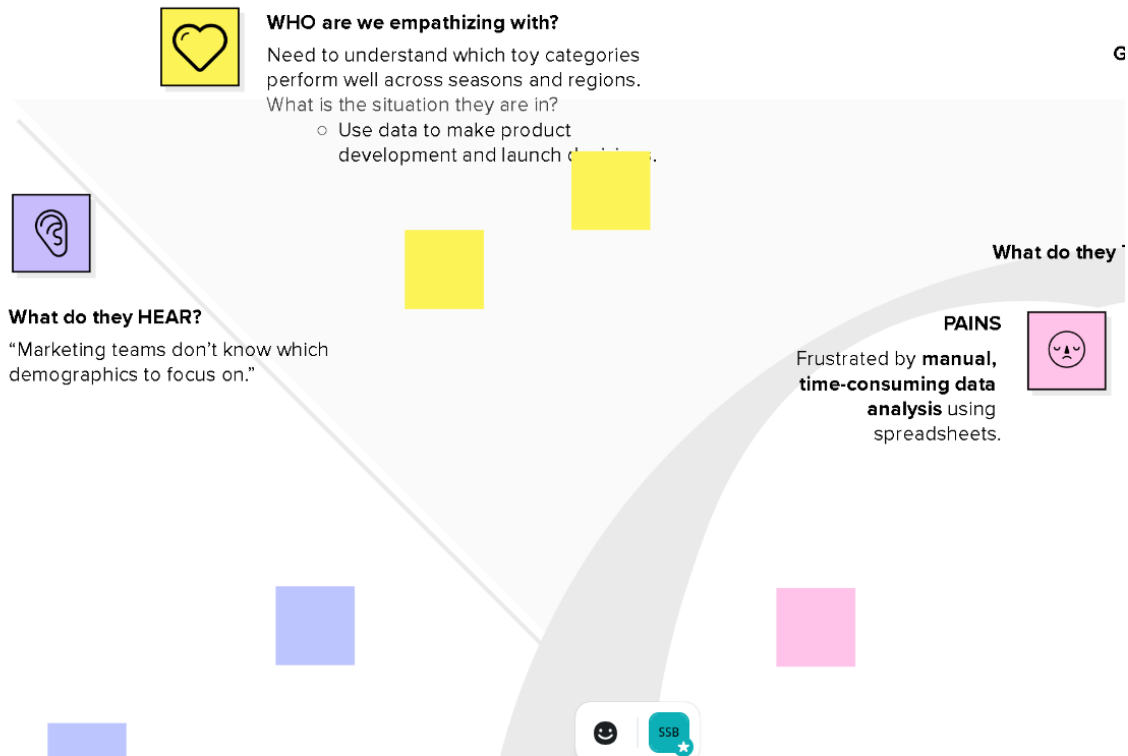 WHO are we empathizing with?
Need to understand which toy categories
perform well across seasons and regions.
What is the situation they are in?
○ Use data to make product
development and launch
G
What do they HEAR?
“Marketing teams don’t know which
demographics to focus on.”
What do they
PAINS
Frustrated by manual,
time-consuming data
analysis using
spreadsheets.
SSB